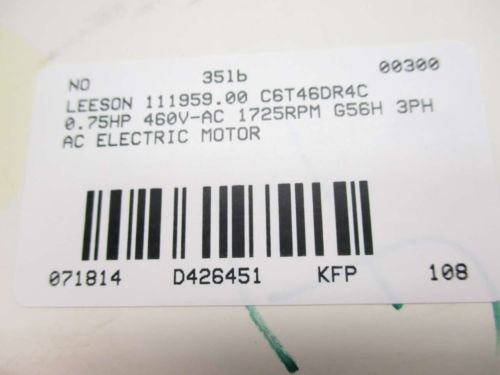 NO 35lb 00300
LEESON 111959.00 C6T46DR4C
0.75HP 460V-AC 1725RPM G56H 3PH
AC ELECTRIC MOTOR
071814 D426451 KFP 108